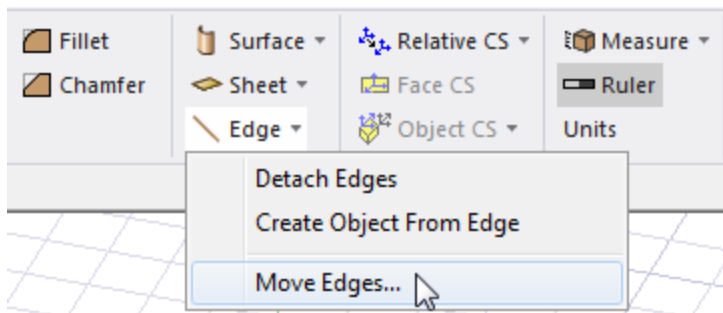 Fillet Surface Relative CS Measure
Chamfer Sheet Face CS Ruler
Edge Object CS Units
Detach Edges
Create Object From Edge
Move Edges...